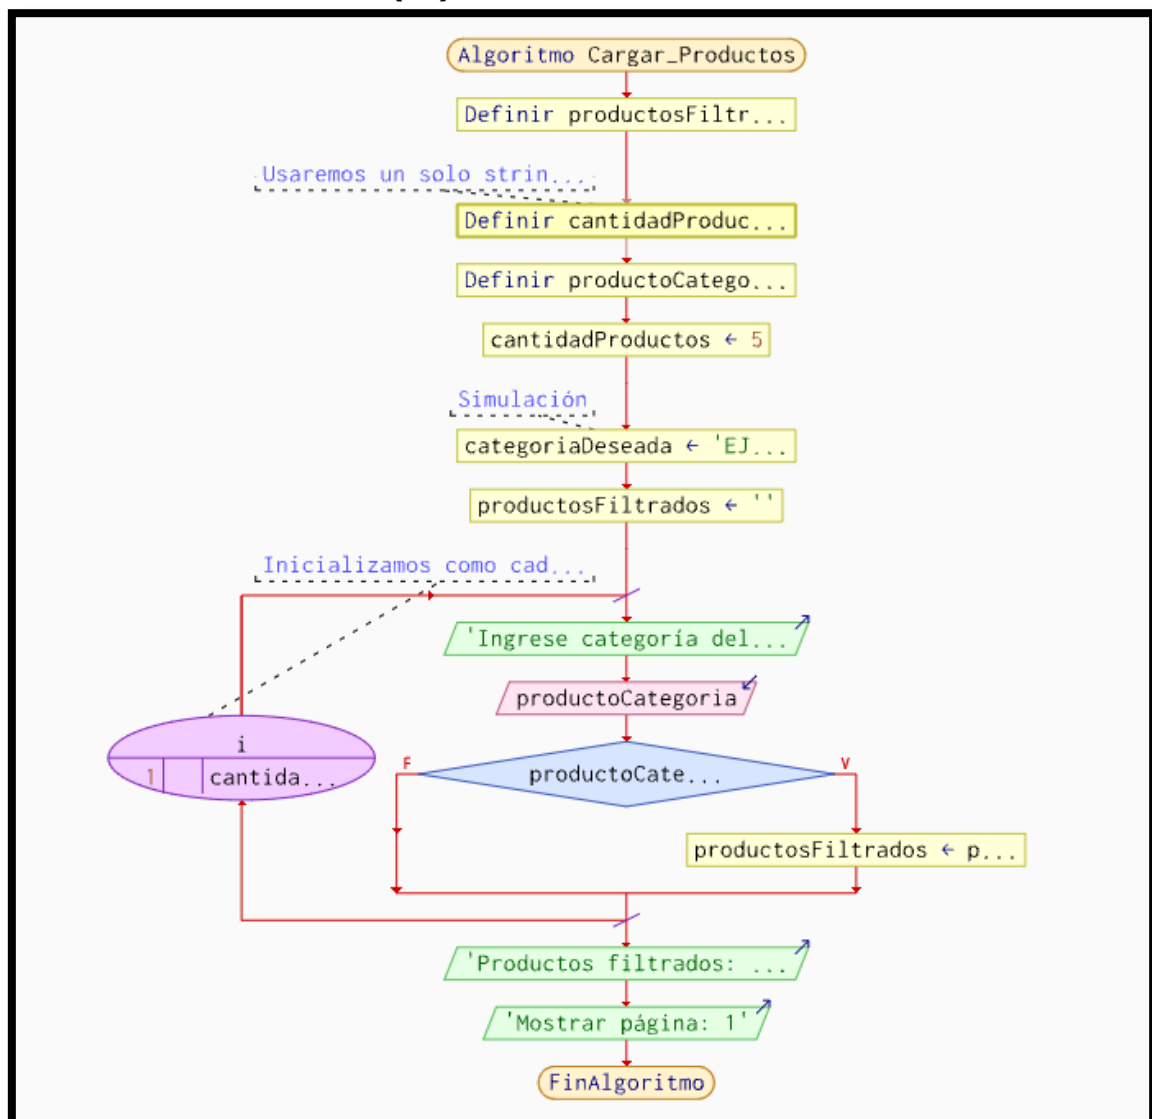 Algoritmo Cargar_Productos
Definir productosFiltr...
Usaremos un solo strin...
Definir cantidadProduc...
Definir productoCatego...
cantidadProductos ← 5
Simulación
categoriaDeseada ← 'EJ...
productosFiltrados ← ''
Inicializamos como cad...
'Ingrese categoría del...
productoCategoria
i
1 cantida...
F
productoCate...
V
productosFiltrados ← p...
'Productos filtrados: ...
'Mostrar página: 1'
FinAlgoritmo